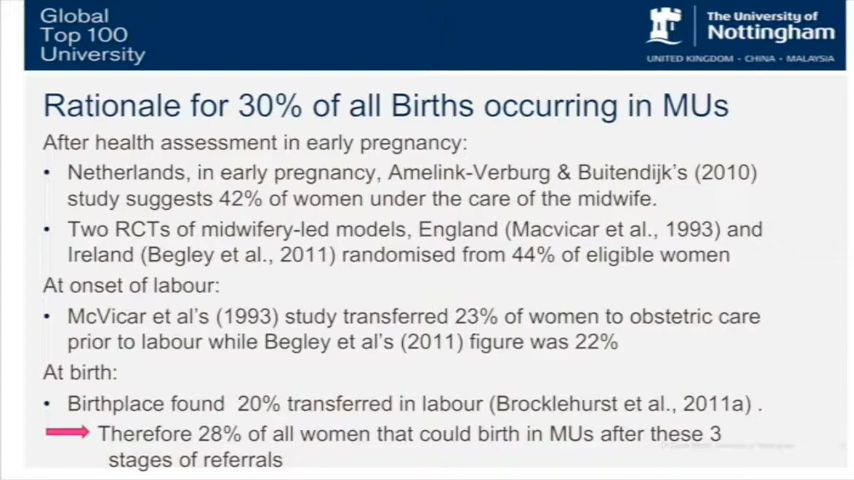 Global
Top 100
University
The University of
Nottingham
UNITED KINGDOM · CHINA · MALAYSIA
Rationale for 30% of all Births occurring in MUs
After health assessment in early pregnancy:
• Netherlands, in early pregnancy, Amelink-Verburg & Buitendijk's (2010)
study suggests 42% of women under the care of the midwife.
• Two RCTs of midwifery-led models, England (Macvicar et al., 1993) and
Ireland (Begley et al., 2011) randomised from 44% of eligible women
At onset of labour:
• McVicar et al's (1993) study transferred 23% of women to obstetric care
prior to labour while Begley et al's (2011) figure was 22%
At birth:
• Birthplace found 20% transferred in labour (Brocklehurst et al., 2011a) .
Therefore 28% of all women that could birth in MUs after these 3
stages of referrals